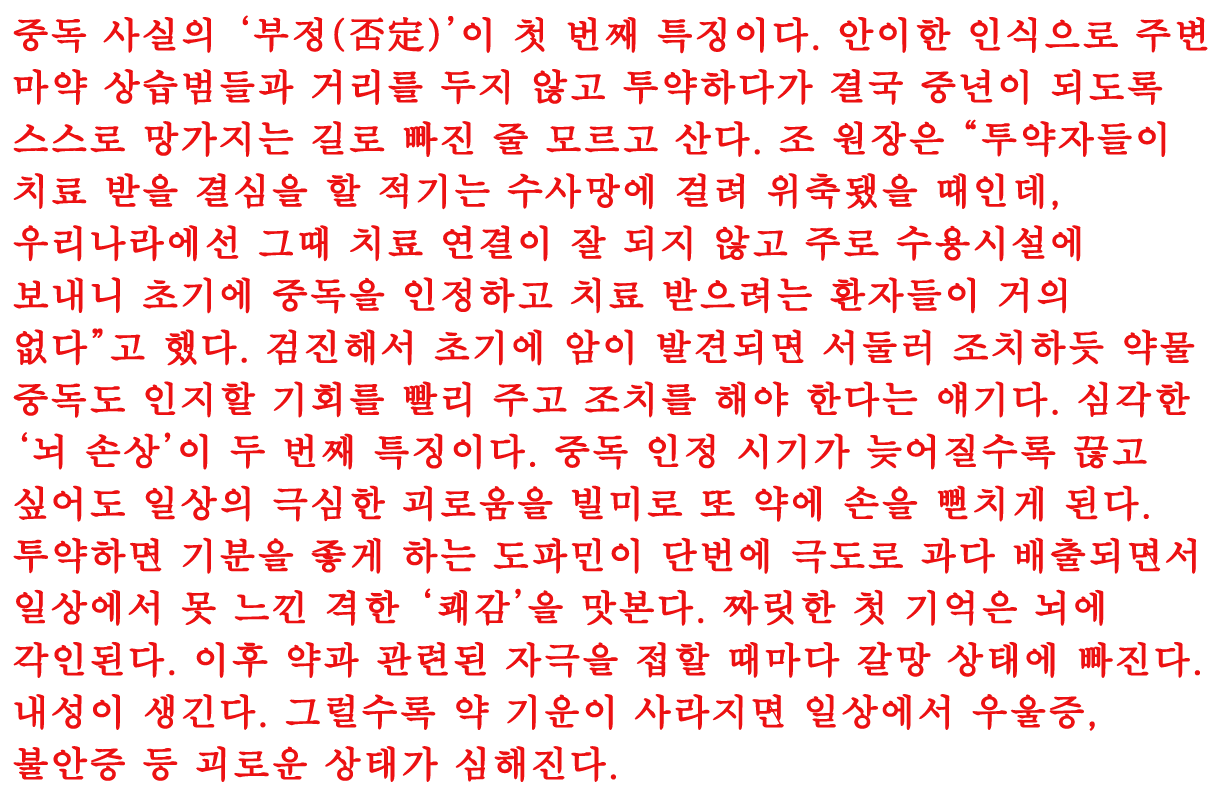 중독 사실의 ‘부정(否定)’이 첫 번째 특징이다. 안이한 인식으로 주변
마약 상습범들과 거리를 두지 않고 투약하다가 결국 중년이 되도록
스스로 망가지는 길로 빠진 줄 모르고 산다. 조 원장은 “투약자들이
치료 받을 결심을 할 적기는 수사망에 걸려 위축됐을 때인데,
우리나라에선 그때 치료 연결이 잘 되지 않고 주로 수용시설에
보내니 초기에 중독을 인정하고 치료 받으려는 환자들이 거의
없다”고 했다. 검진해서 초기에 암이 발견되면 서둘러 조치하듯 약물
중독도 인지할 기회를 빨리 주고 조치를 해야 한다는 얘기다. 심각한
‘뇌 손상’이 두 번째 특징이다. 중독 인정 시기가 늦어질수록 끊고
싶어도 일상의 극심한 괴로움을 빌미로 또 약에 손을 뻗치게 된다.
투약하면 기분을 좋게 하는 도파민이 단번에 극도로 과다 배출되면서
일상에서 못 느낀 격한 ‘쾌감’을 맛본다. 짜릿한 첫 기억은 뇌에
각인된다. 이후 약과 관련된 자극을 접할 때마다 갈망 상태에 빠진다.
내성이 생긴다. 그럴수록 약 기운이 사라지면 일상에서 우울증,
불안증 등 괴로운 상태가 심해진다.